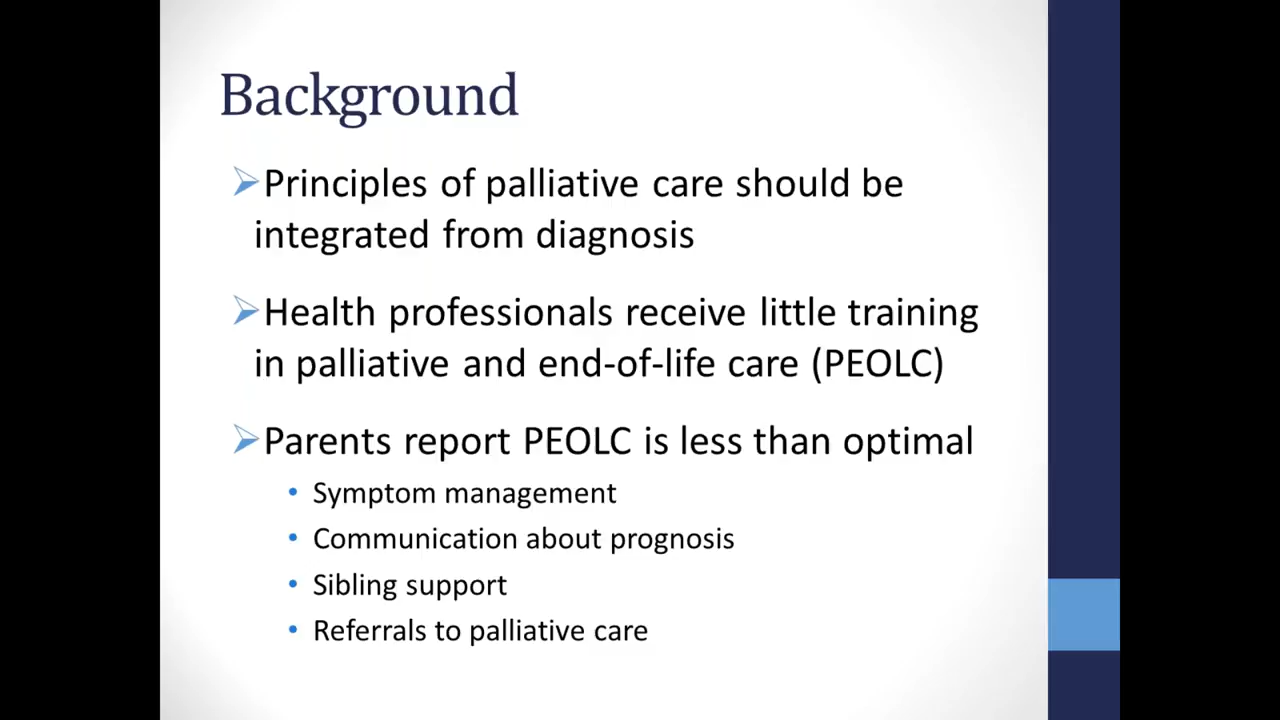 Background
➢Principles of palliative care should be
integrated from diagnosis
➢Health professionals receive little training
in palliative and end-of-life care (PEOLC)
➢Parents report PEOLC is less than optimal
• Symptom management
• Communication about prognosis
• Sibling support
• Referrals to palliative care